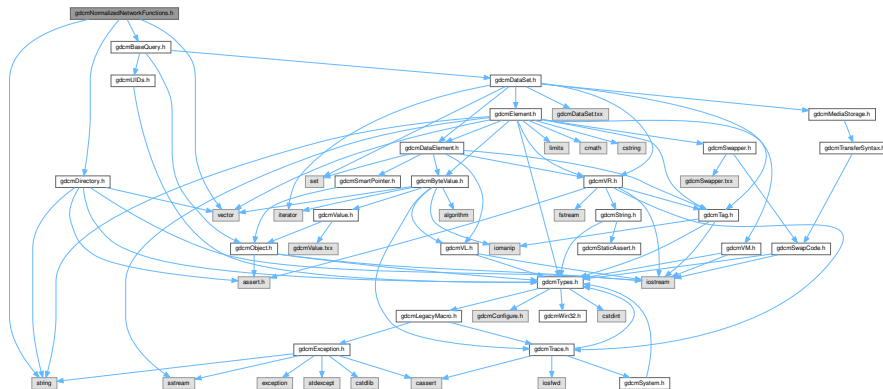 gdcmNormalizedNetworkFunctions.h
gdcmBaseQuery.h
gdcmUIDs.h
gdcmDataSet.h
gdcmElement.h
gdcmDataSet.txx
gdcmMediaStorage.h
gdcmDataElement.h
limits
cmath
cstring
gdcmSwapper.h
gdcmTransferSyntax.h
gdcmDirectory.h
set
gdcmSmartPointer.h
gdcmByteValue.h
gdcmVR.h
gdcmSwapper.txx
vector
iterator
gdcmValue.h
algorithm
fstream
gdcmString.h
gdcmTag.h
gdcmObject.h
gdcmValue.txx
gdcmVL.h
iomanip
gdcmStaticAssert.h
gdcmVM.h
gdcmSwapCode.h
assert.h
gdcmTypes.h
iostream
gdcmLegacyMacro.h
gdcmConfigure.h
gdcmWin32.h
cstdint
gdcmException.h
gdcmTrace.h
string
sstream
exception
stdexcept
cstdlib
cassert
iosfwd
gdcmSystem.h